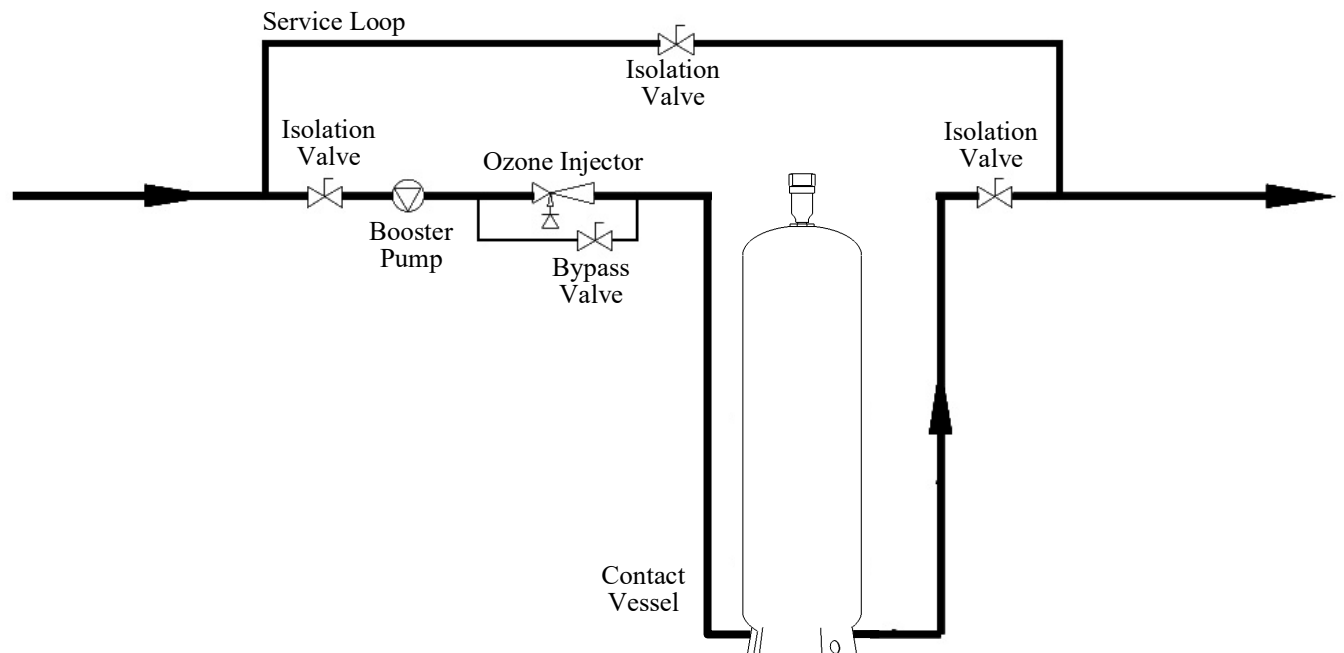 Service Loop
Isolation
Valve
Isolation
Valve
Ozone Injector
Isolation
Valve
Booster
Pump
Bypass
Valve
Contact
Vessel